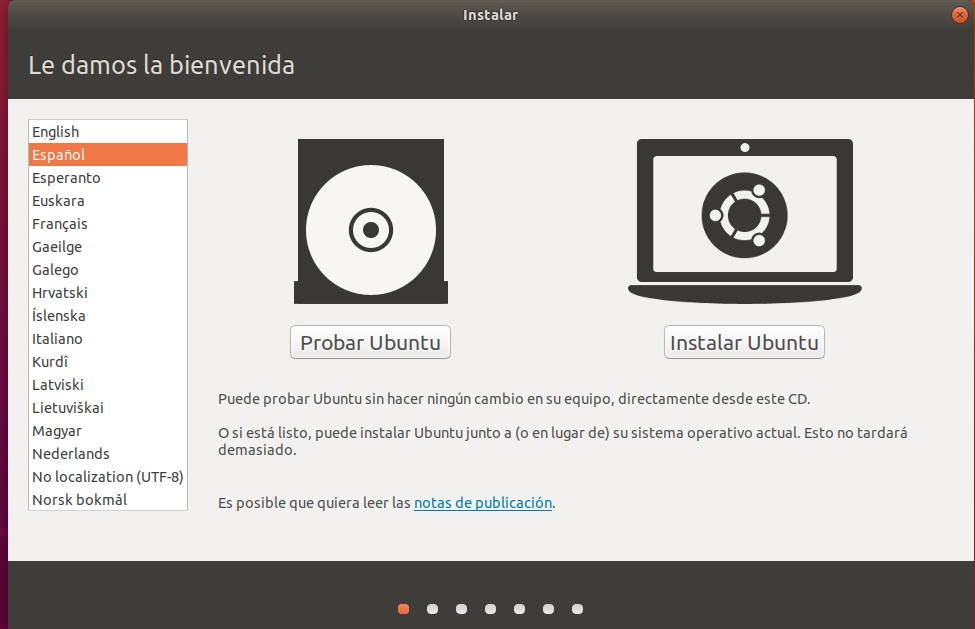 Instalar
Le damos la bienvenida
English
Español
Esperanto
Euskara
Français
Gaeilge
Galego
Hrvatski
Íslenska
Italiano
Kurdî
Latviski
Lietuviškai
Magyar
Nederlands
No localization (UTF-8)
Norsk bokmål
Probar Ubuntu
Instalar Ubuntu
Puede probar Ubuntu sin hacer ningún cambio en su equipo, directamente desde este CD.
O si está listo, puede instalar Ubuntu junto a (o en lugar de) su sistema operativo actual. Esto no tardará
demasiado.
Es posible que quiera leer las notas de publicación.